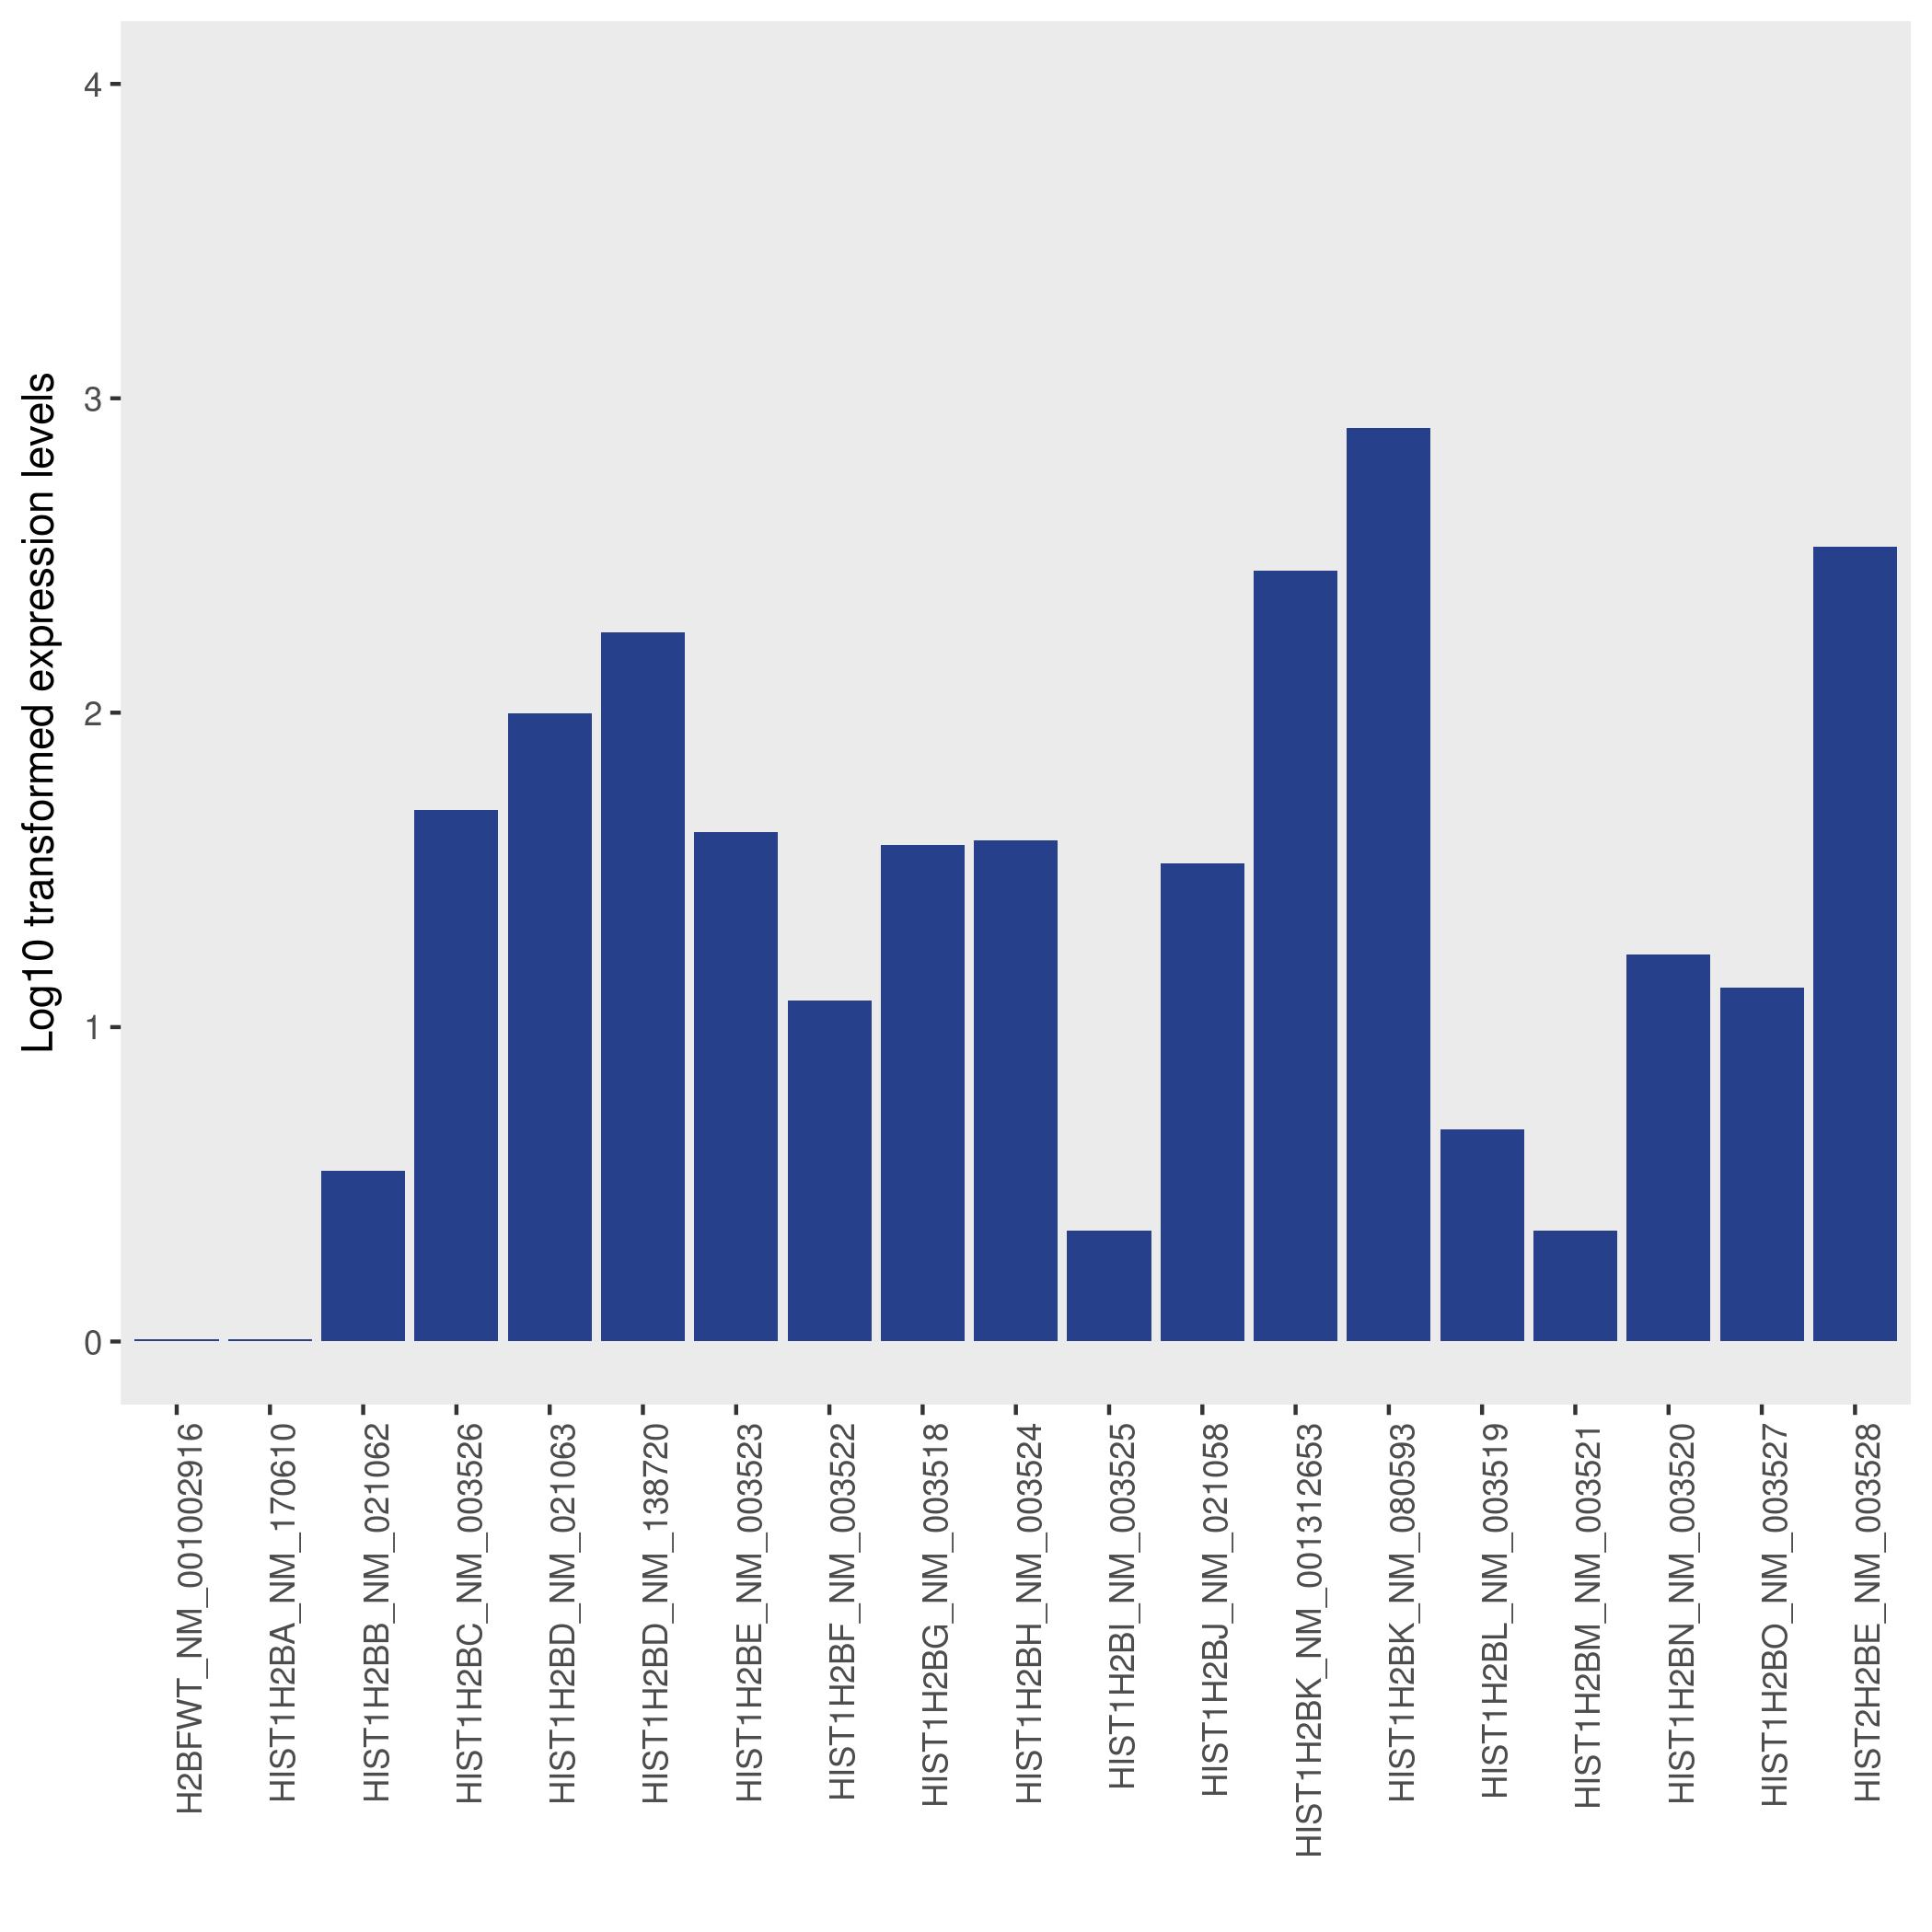 Log10 transformed expression levels
4
3
2
1
0
H2BFWT_NM_001002916
HIST1H2BA_NM_170610
HIST1H2BB_NM_021062
HIST1H2BC_NM_003526
HIST1H2BD_NM_021063
HIST1H2BD_NM_138720
HIST1H2BE_NM_003523
HIST1H2BF_NM_003522
HIST1H2BG_NM_003518
HIST1H2BH_NM_003524
HIST1H2BI_NM_003525
HIST1H2BJ_NM_021058
HIST1H2BK_NM_001312653
HIST1H2BK_NM_080593
HIST1H2BL_NM_003519
HIST1H2BM_NM_003521
HIST1H2BN_NM_003520
HIST1H2BO_NM_003527
HIST2H2BE_NM_003528